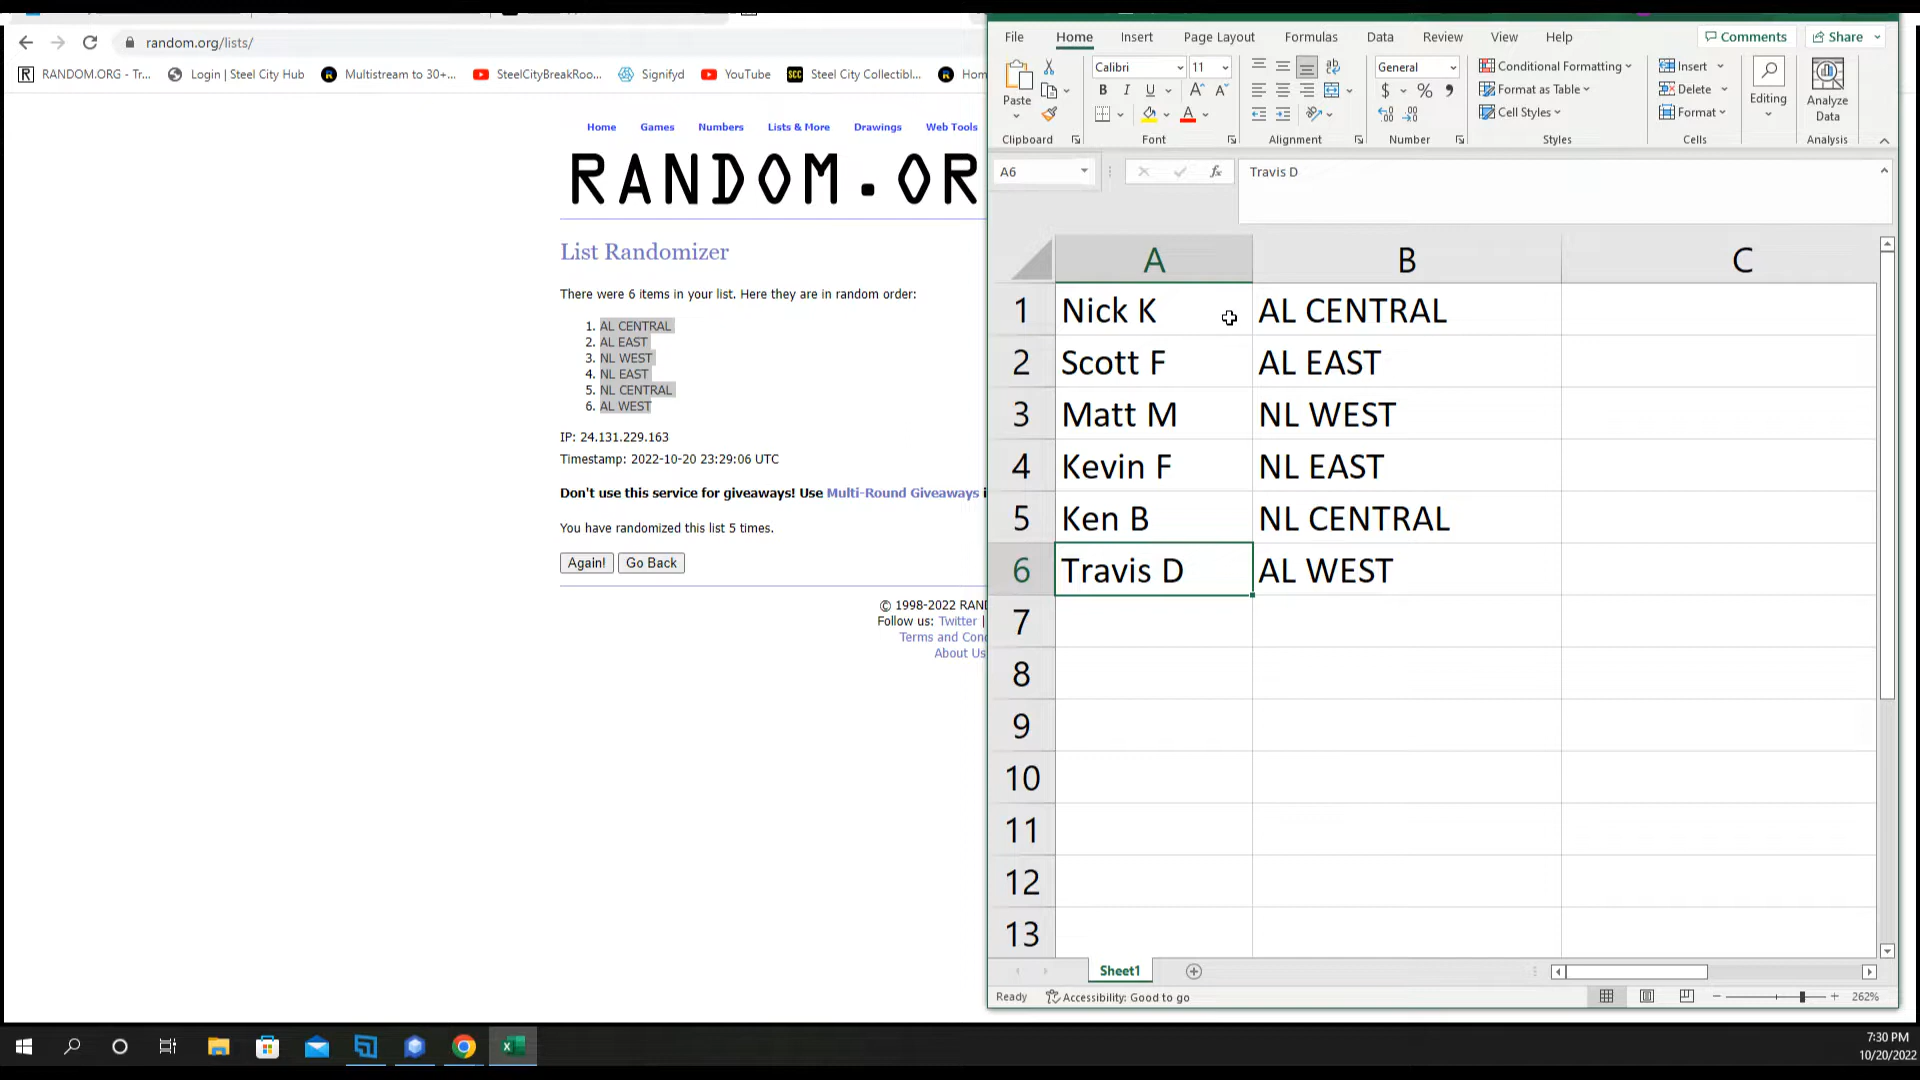 random.org/lists/
RANDOM.ORG - Tr...
Login | Steel City Hub
Multistream to 30+...
SteelCityBreakRoo...
Signifyd
YouTube
Steel City Collectibl...
Hom
Home Games Numbers Lists & More Drawings Web Tools
RANDOM.OR
List Randomizer
There were 6 items in your list. Here they are in random order:
1. AL CENTRAL
2. AL EAST
3. NL WEST
4. NL EAST
5. NL CENTRAL
6. AL WEST
IP: 24.131.229.163
Timestamp: 2022-10-20 23:29:06 UTC
Don't use this service for giveaways! Use Multi-Round Giveaways i
You have randomized this list 5 times.
Again! Go Back
© 1998-2022 RAN
Follow us: Twitter |
Terms and Con
About Us
File Home Insert Page Layout Formulas Data Review View Help
Comments Share
Paste
Calibri 11
General
Conditional Formatting
Format as Table
Cell Styles
Insert
Delete
Format
Editing
Analyze
Data
Clipboard Font Alignment Number Styles Cells Analysis
A6 fx Travis D
A B C
1 Nick K AL CENTRAL
2 Scott F AL EAST
3 Matt M NL WEST
4 Kevin F NL EAST
5 Ken B NL CENTRAL
6 Travis D AL WEST
7
8
9
10
11
12
13
Sheet1
Ready Accessibility: Good to go 262%
7:30 PM
10/20/2022